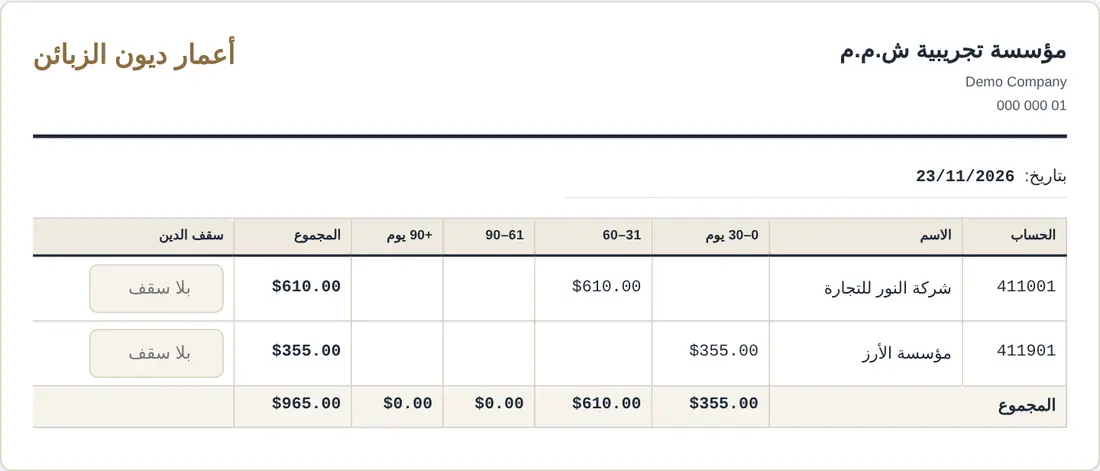 مؤسسة تجريبية ش.م.م
أعمار ديون الزبائن
Demo Company
000 000 01
بتاريخ: 23/11/2026
الحساب الاسم 0–30 يوم 31–60 61–90 +90 يوم المجموع سقف الدين
411001 شركة النور للتجارة $610.00 $610.00 بلا سقف
411901 مؤسسة الأرز $355.00 $355.00 بلا سقف
المجموع $355.00 $610.00 $0.00 $0.00 $965.00